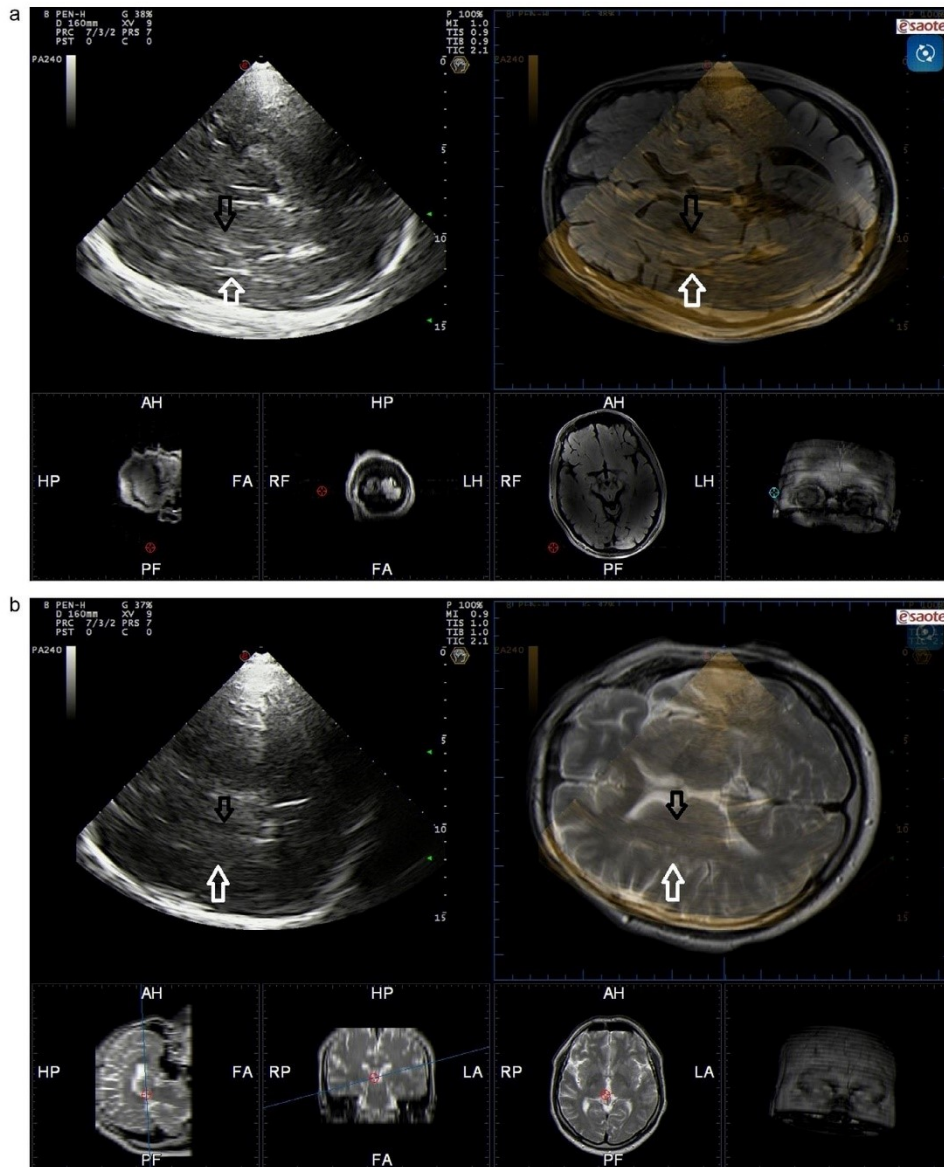 a
B PEN-H G 38%
D 160mm XV 9
PRC 7/3/2 PRS 7
PST 0 C 0
P 100%
MI 1.0
TIS 0.9
TIB 0.9
TIC 2.1
esaote
PA240
0
5
10
15
AH
HP
FA
PF
HP
RF
LH
FA
AH
RF
LH
PF
b
B PEN-H G 37%
D 160mm XV 9
PRC 7/3/2 PRS 7
PST 0 C 0
P 100%
MI 0.9
TIS 1.0
TIB 1.0
TIC 2.1
esaote
PA240
0
5
10
15
AH
HP
FA
PF
HP
RP
LA
FA
AH
RP
LA
PF